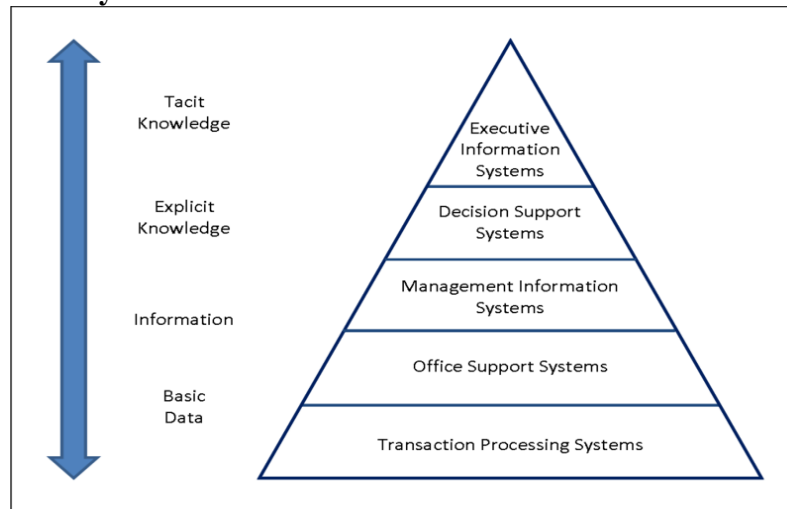 Tacit
Knowledge
Explicit
Knowledge
Information
Basic
Data
Executive
Information
Systems
Decision Support
Systems
Management Information
Systems
Office Support Systems
Transaction Processing Systems